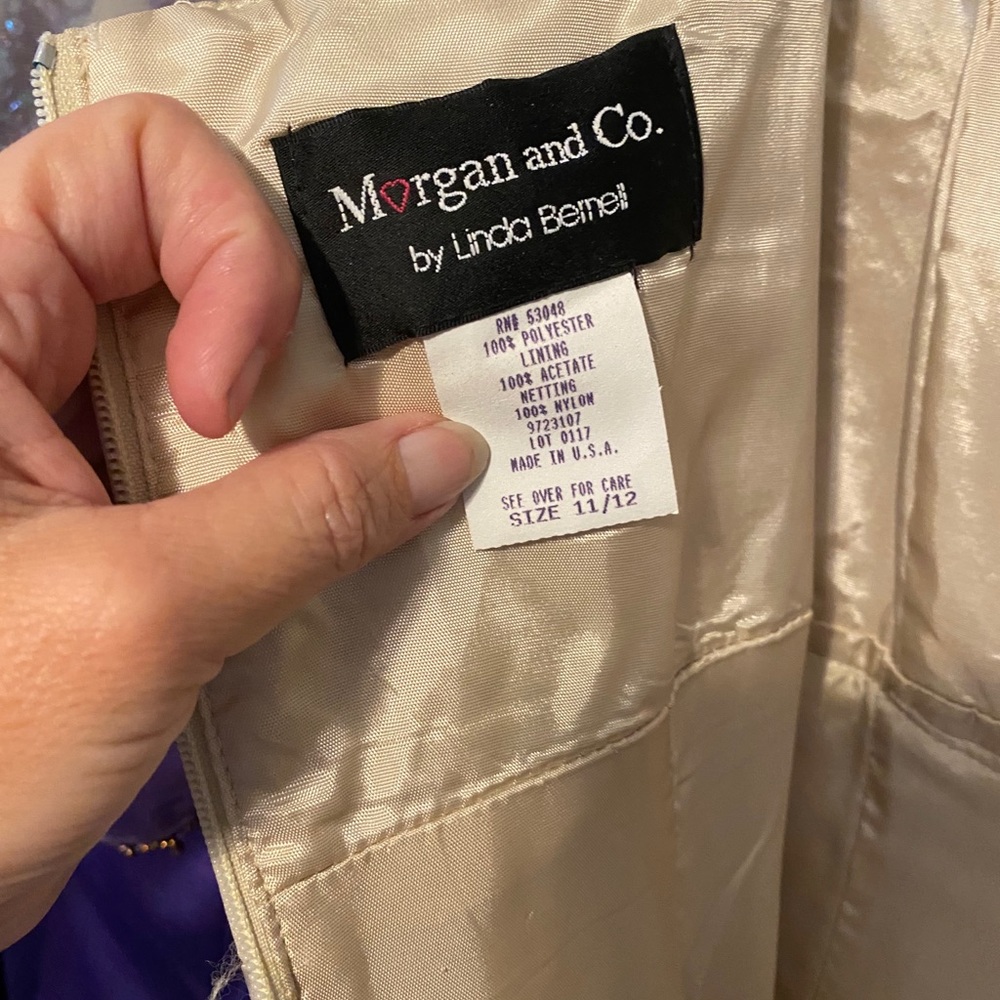 Morgan and Co.
by Linda Bernell
RN# 53048
100% POLYESTER
LINING
100% ACETATE
NETTING
100% NYLON
9723107
LOT 0117
MADE IN U.S.A.
SEE OVER FOR CARE
SIZE 11/12